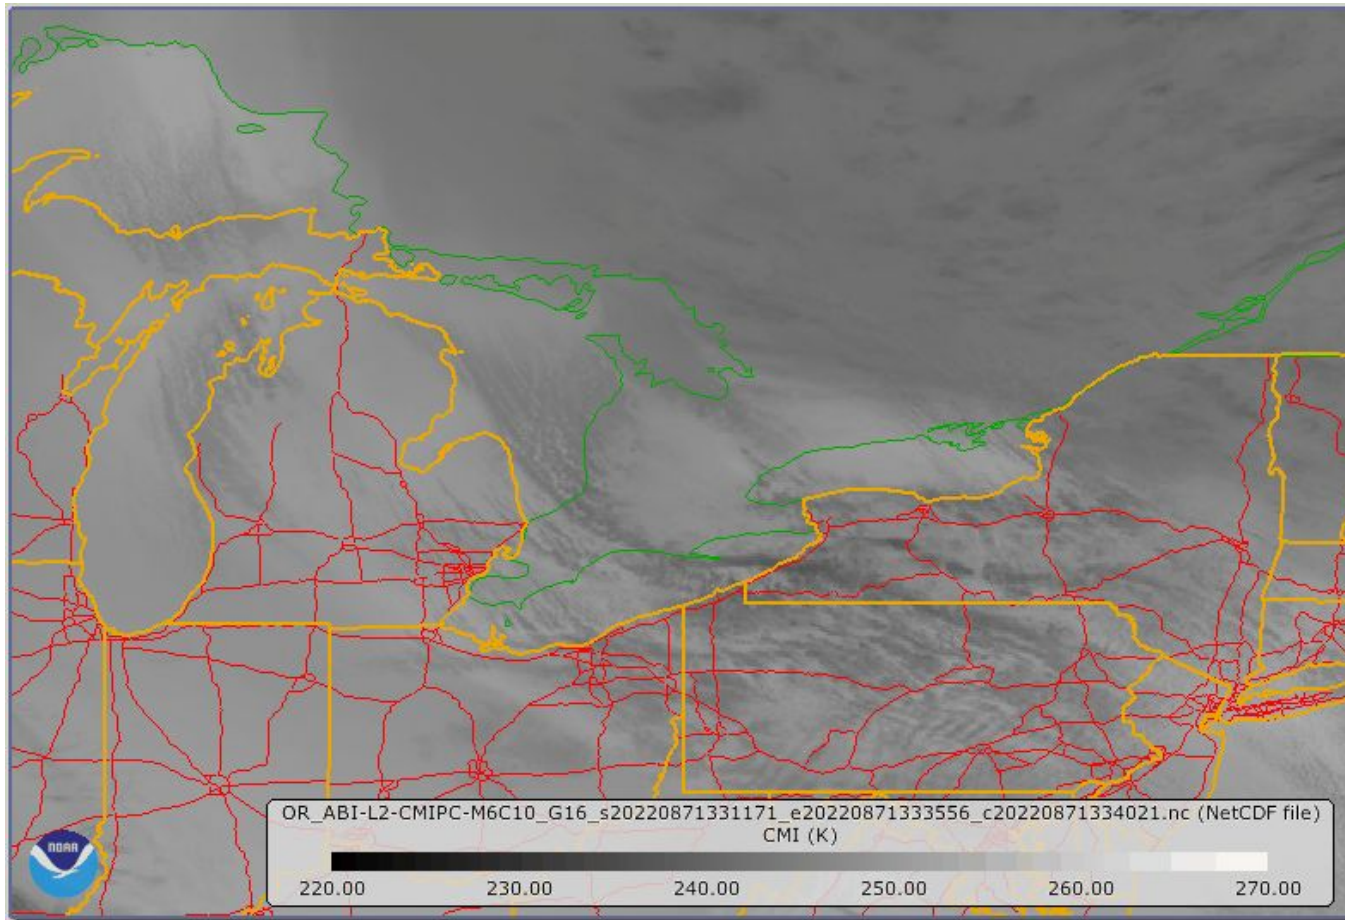 OR_ABI-L2-CMIPC-M6C10_G16_s20220871331171_e20220871333556_c20220871334021.nc (NetCDF file)
CMI (K)
220.00 230.00 240.00 250.00 260.00 270.00
NOAA